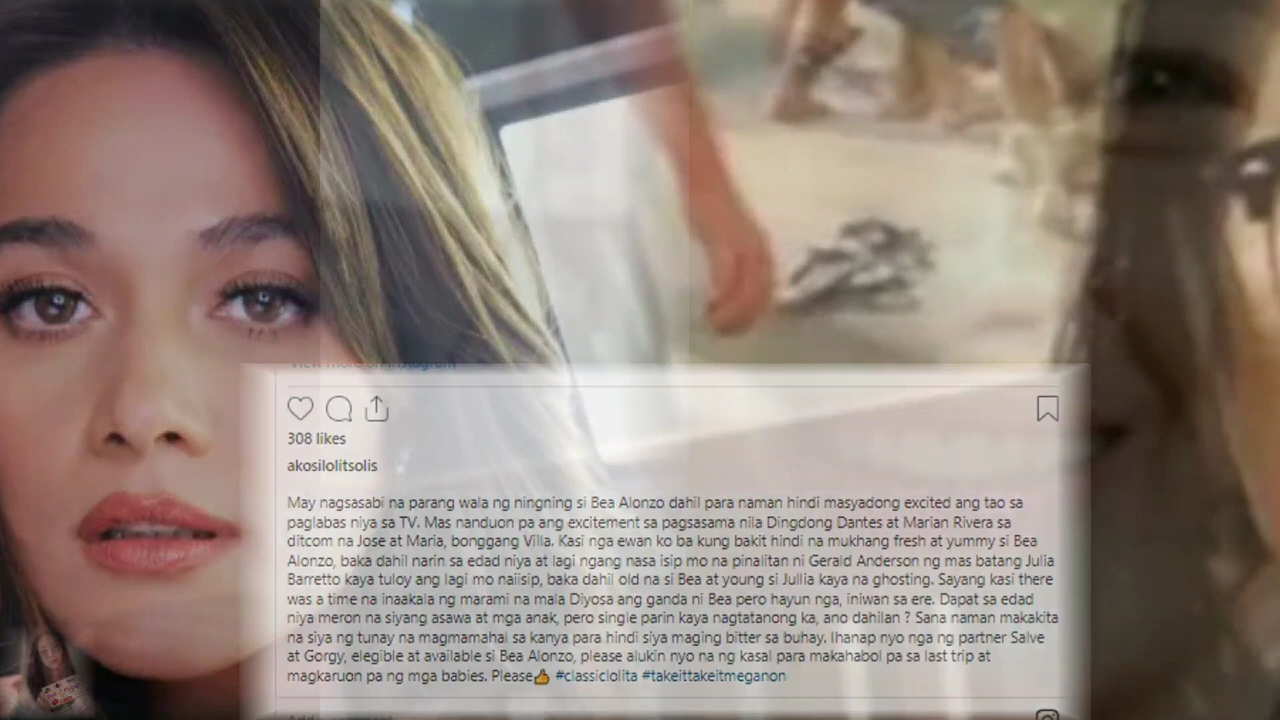 View more on Instagram
308 likes
akosilolitsolis
May nagsasabi na parang wala ng ningning si Bea Alonzo dahil para naman hindi masyadong excited ang tao sa
paglabas niya sa TV. Mas nanduon pa ang excitement sa pagsasama nila Dingdong Dantes at Marian Rivera sa
ditcom na Jose at Maria, bonggang Villa. Kasi nga ewan ko ba kung bakit hindi na mukhang fresh at yummy si Bea
Alonzo, baka dahil narin sa edad niya at lagi ngang nasa isip mo na pinalitan ni Gerald Anderson ng mas batang Julia
Barretto kaya tuloy ang lagi mo naiisip, baka dahil old na si Bea at young si Jullia kaya na ghosting. Sayang kasi there
was a time na inaakala ng marami na mala Diyosa ang ganda ni Bea pero hayun nga, iniwan sa ere. Dapat sa edad
niya meron na siyang asawa at mga anak, pero single parin kaya nagtatanong ka, ano dahilan ? Sana naman makakita
na siya ng tunay na magmamahal sa kanya para hindi siya maging bitter sa buhay. Ihanap nyo nga ng partner Salve
at Gorgy, elegible at available si Bea Alonzo, please alukin nyo na ng kasal para makahabol pa sa last trip at
magkaruon pa ng mga babies. Please👍 #classiclolita #takeittakeitmeganon